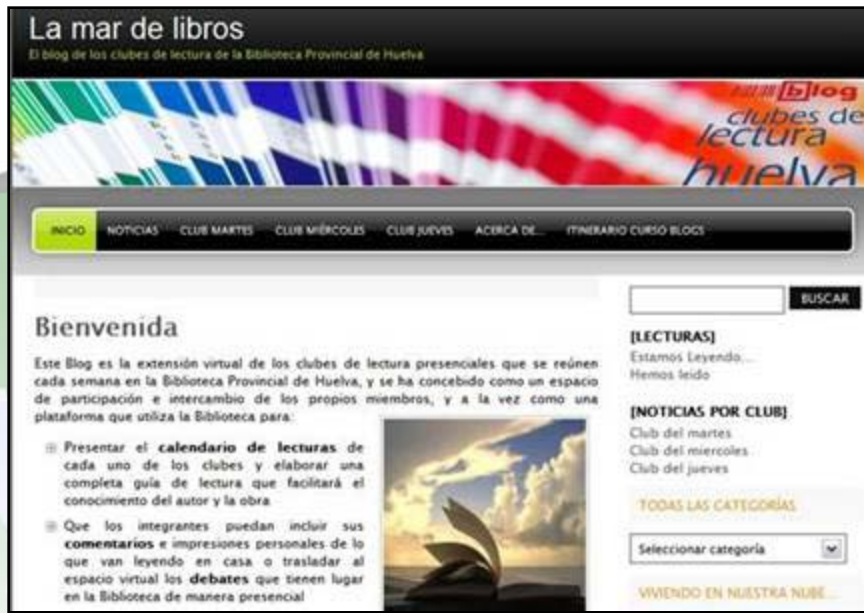 La mar de libros
El blog de los clubes de lectura de la Biblioteca Provincial de Huelva
[b]log
clubes de
lectura
huelva
INICIO NOTICIAS CLUB MARTES CLUB MIÉRCOLES CLUB JUEVES ACERCA DE... ITINERARIO CURSO BLOGS
Bienvenida
Este Blog es la extensión virtual de los clubes de lectura presenciales que se reúnen
cada semana en la Biblioteca Provincial de Huelva, y se ha concebido como un espacio
de participación e intercambio de los propios miembros, y a la vez como una
plataforma que utiliza la Biblioteca para:
Presentar el calendario de lecturas de
cada uno de los clubes y elaborar una
completa guía de lectura que facilitará el
conocimiento del autor y la obra
Que los integrantes puedan incluir sus
comentarios e impresiones personales de lo
que van leyendo en casa o trasladar al
espacio virtual los debates que tienen lugar
en la Biblioteca de manera presencial
BUSCAR
[LECTURAS]
Estamos Leyendo...
Hemos leido
[NOTICIAS POR CLUB]
Club del martes
Club del miercoles
Club del jueves
TODAS LAS CATEGORÍAS
Seleccionar categoría
VIVIENDO EN NUESTRA NUBE...